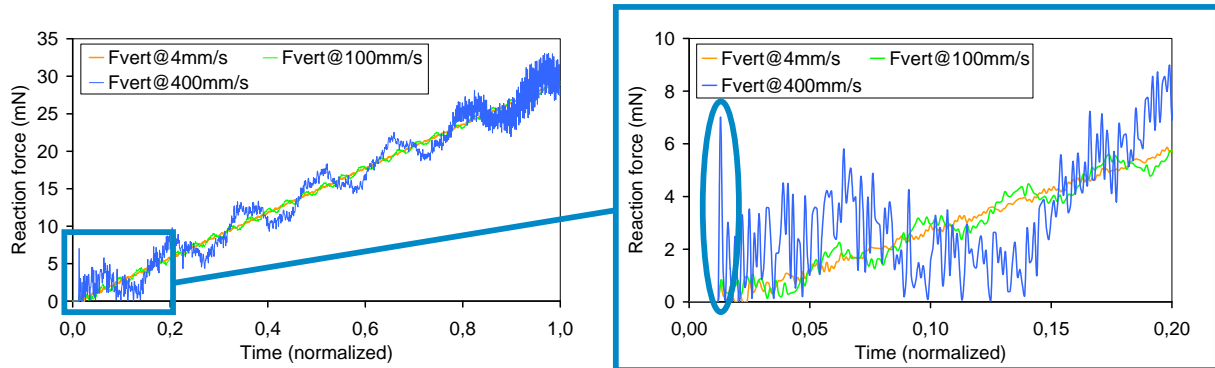 35
30
25
20
15
10
5
0
Reaction force (mN)
Fvert@4mm/s Fvert@100mm/s
Fvert@400mm/s
0,0 0,2 0,4 0,6 0,8 1,0
Time (normalized)
10
8
6
4
2
0
Reaction force (mN)
Fvert@4mm/s Fvert@100mm/s
Fvert@400mm/s
0,00 0,05 0,10 0,15 0,20
Time (normalized)